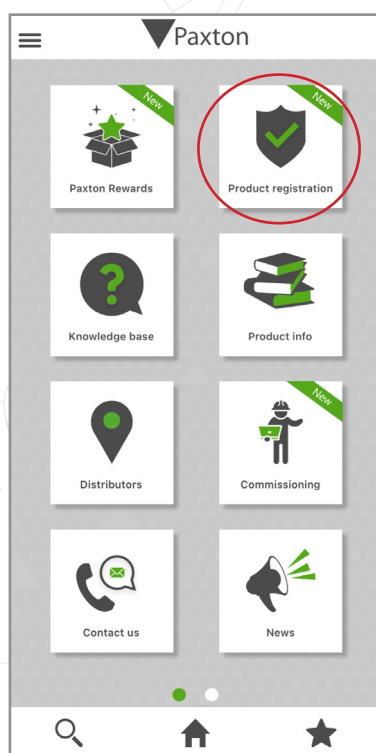 Paxton
New
New
Paxton Rewards
Product registration
?
Knowledge base
Product info
New
Distributors
Commissioning
Contact us
News